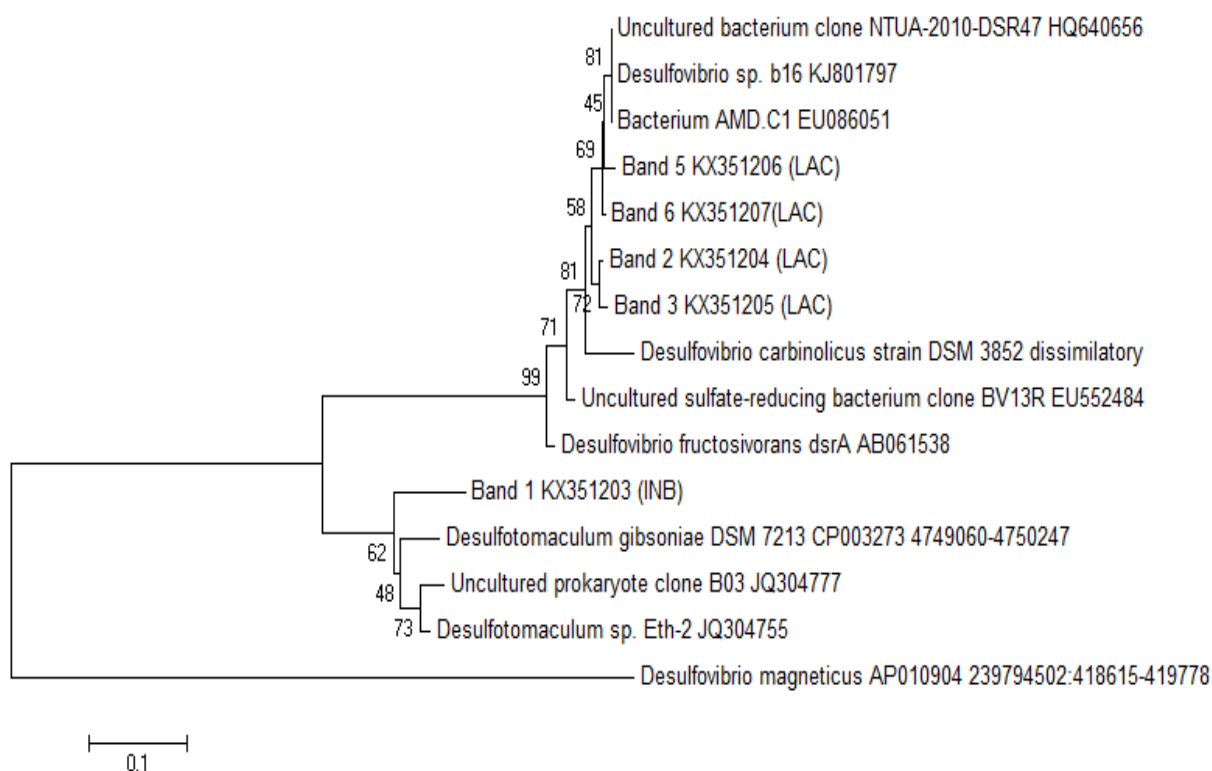 Uncultured bacterium clone NTUA-2010-DSR47 HQ640656
81
Desulfovibrio sp. b16 KJ801797
45
Bacterium AMD.C1 EU086051
69
Band 5 KX351206 (LAC)
58
Band 6 KX351207(LAC)
Band 2 KX351204 (LAC)
81
72
Band 3 KX351205 (LAC)
71
Desulfovibrio carbinolicus strain DSM 3852 dissimilatory
99
Uncultured sulfate-reducing bacterium clone BV13R EU552484
Desulfovibrio fructosivorans dsrA AB061538
Band 1 KX351203 (INB)
Desulfotomaculum gibsoniae DSM 7213 CP003273 4749060-4750247
62
Uncultured prokaryote clone B03 JQ304777
48
73
Desulfotomaculum sp. Eth-2 JQ304755
Desulfovibrio magneticus AP010904 239794502:418615-419778
0.1